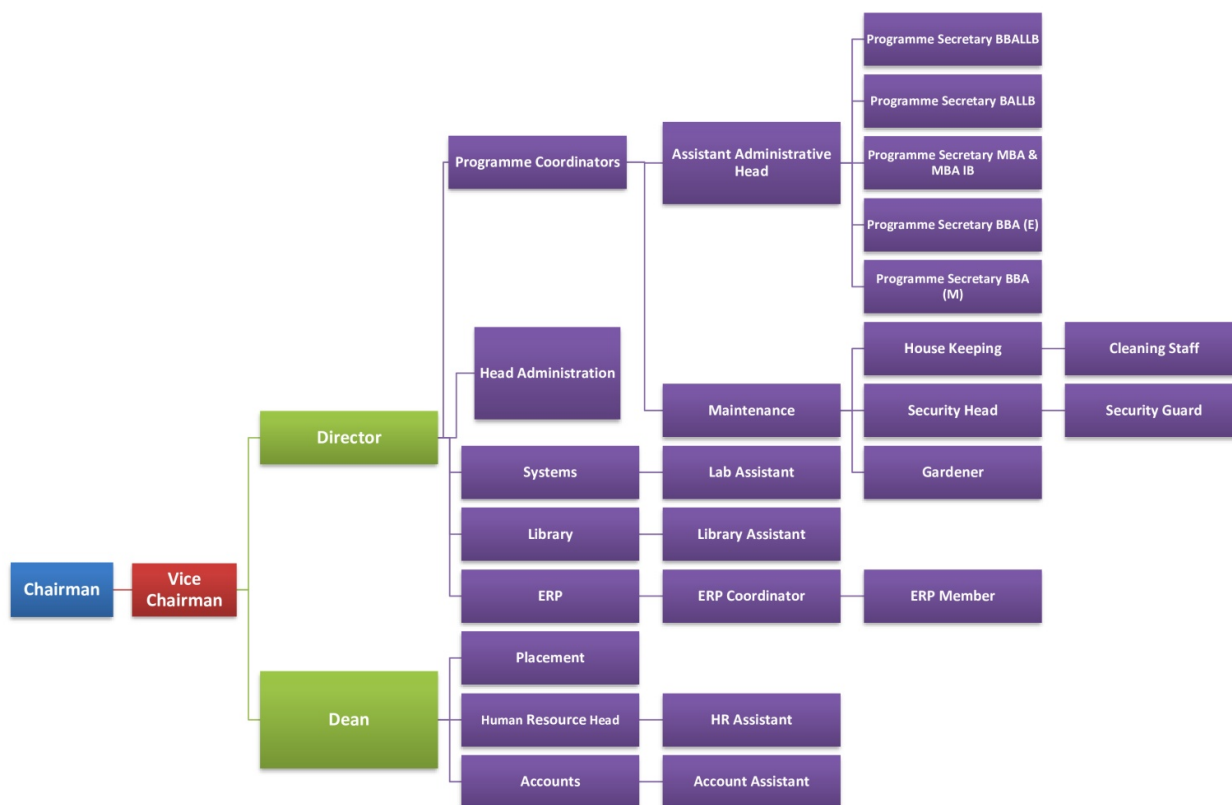 Programme Secretary BBALLB
Programme Secretary BALLB
Programme Coordinators
Assistant Administrative
Head
Programme Secretary MBA &
MBA IB
Programme Secretary BBA (E)
Programme Secretary BBA
(M)
Head Administration
House Keeping
Cleaning Staff
Director
Maintenance
Security Head
Security Guard
Systems
Lab Assistant
Gardener
Library
Library Assistant
Chairman
Vice
Chairman
ERP
ERP Coordinator
ERP Member
Placement
Dean
Human Resource Head
HR Assistant
Accounts
Account Assistant